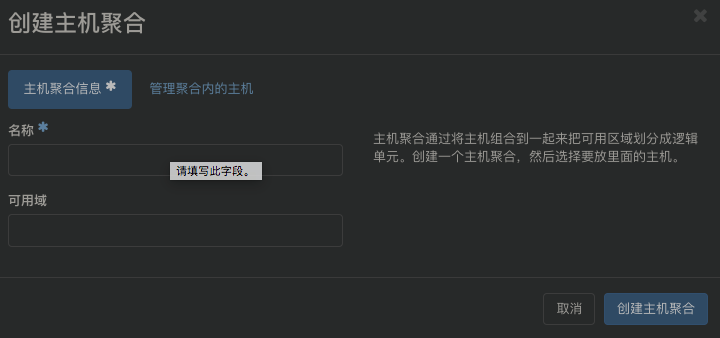 创建主机聚合 ✖
主机聚合信息 * 管理聚合内的主机
名称 *
请填写此字段。
可用域
主机聚合通过将主机组合到一起来把可用区域划分成逻辑
单元。创建一个主机聚合，然后选择要放里面的主机。
取消 创建主机聚合